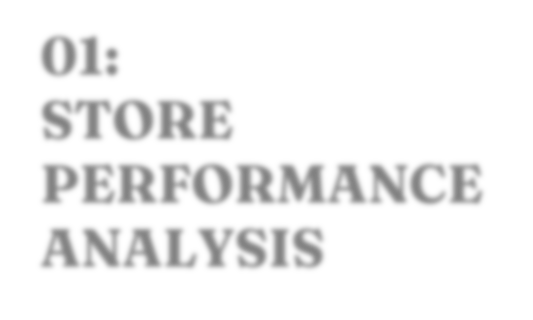 01:
STORE
PERFORMANCE
ANALYSIS